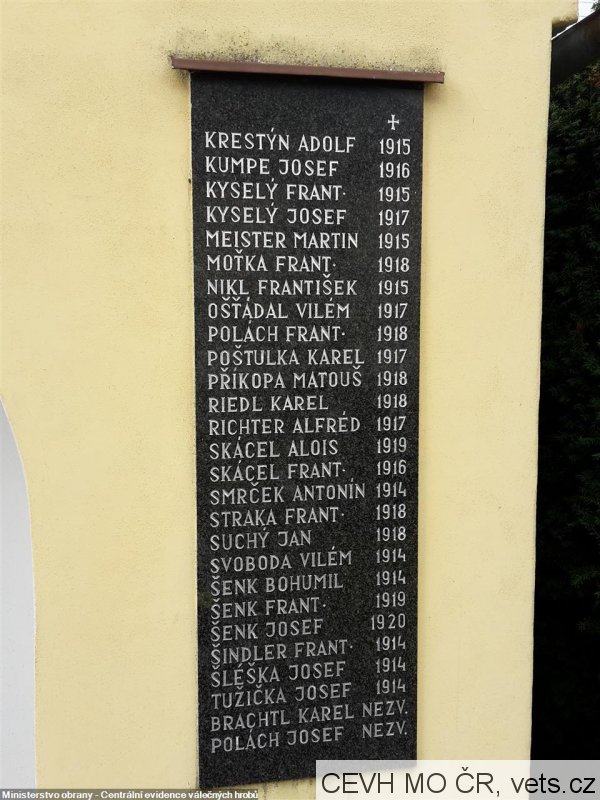 ✝
KRESTÝN ADOLF 1915
KUMPE JOSEF 1916
KYSELÝ FRANT. 1915
KYSELÝ JOSEF 1917
MEISTER MARTIN 1915
MOŤKA FRANT. 1918
NIKL FRANTIŠEK 1915
OŠŤÁDAL VILÉM 1917
POLÁCH FRANT. 1918
POŠTULKA KAREL 1917
PŘÍKOPA MATOUŠ 1918
RIEDL KAREL 1918
RICHTER ALFRÉD 1917
SKÁCEL ALOIS 1919
SKÁCEL FRANT. 1916
SMRČEK ANTONÍN 1914
STRAKA FRANT. 1918
SUCHÝ JAN 1918
SVOBODA VILÉM 1914
ŠENK BOHUMIL 1914
ŠENK FRANT. 1919
ŠENK JOSEF 1920
ŠINDLER FRANT. 1914
ŠLÉŠKA JOSEF 1914
TUŽIČKA JOSEF 1914
BRACHTL KAREL NEZV.
POLÁCH JOSEF NEZV.
Ministerstvo obrany - Centrální evidence válečných hrobů
CEVH MO ČR, vets.cz